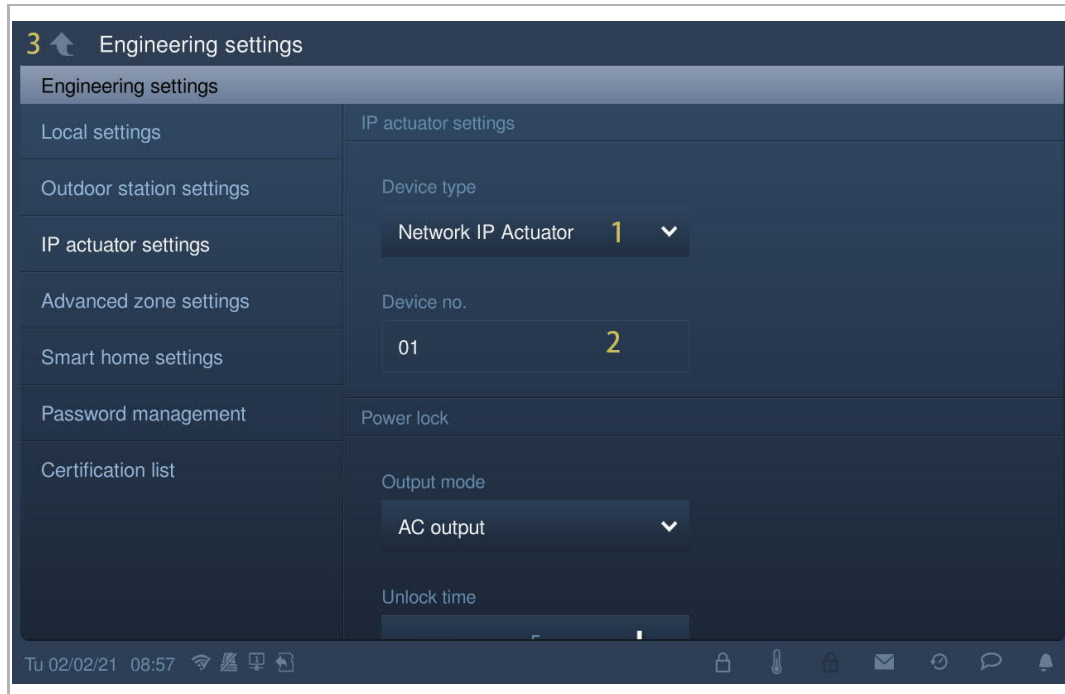 3 Engineering settings
Engineering settings
Local settings
Outdoor station settings
IP actuator settings
Advanced zone settings
Smart home settings
Password management
Certification list
IP actuator settings
Device type
Network IP Actuator 1
Device no.
01 2
Power lock
Output mode
AC output
Unlock time
Tu 02/02/21 08:57